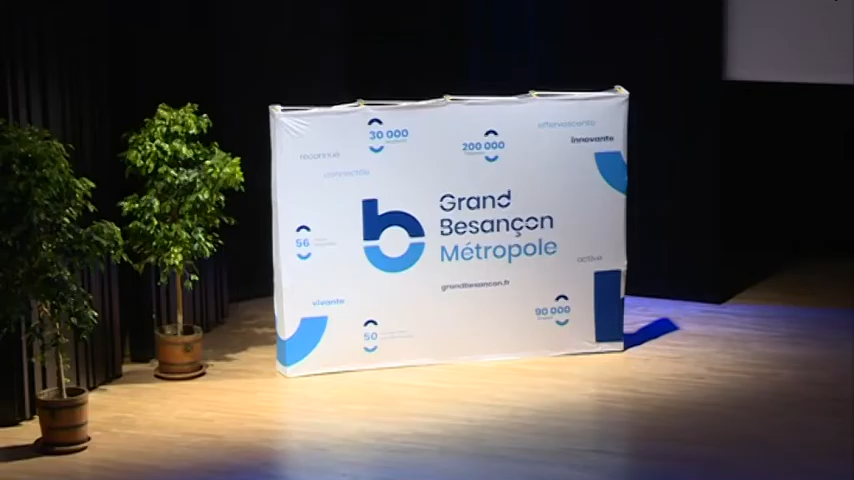 30 000
200 000
effervescente
innovante
reconnue
connectée
b
Grand
Besançon
Métropole
56
active
grandbesancon.fr
vivante
90 000
50